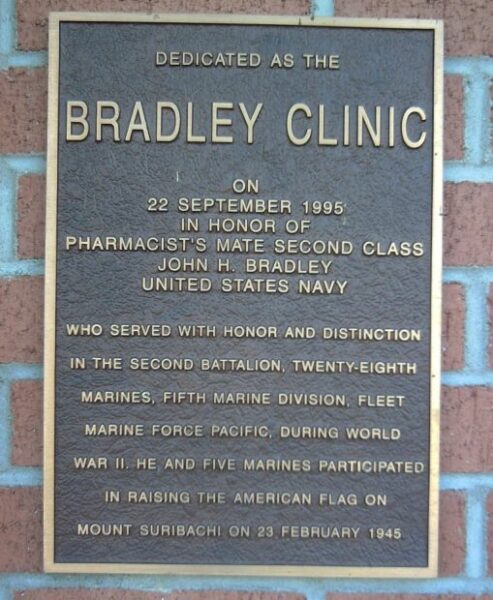 DEDICATED AS THE
BRADLEY CLINIC
ON
22 SEPTEMBER 1995
IN HONOR OF
PHARMACIST'S MATE SECOND CLASS
JOHN H. BRADLEY
UNITED STATES NAVY
WHO SERVED WITH HONOR AND DISTINCTION
IN THE SECOND BATTALION, TWENTY-EIGHTH
MARINES, FIFTH MARINE DIVISION, FLEET
MARINE FORCE PACIFIC, DURING WORLD
WAR II. HE AND FIVE MARINES PARTICIPATED
IN RAISING THE AMERICAN FLAG ON
MOUNT SURIBACHI ON 23 FEBRUARY 1945